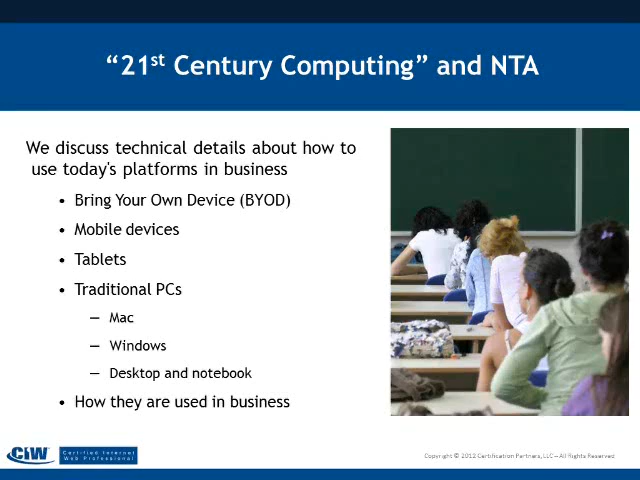 “21st Century Computing” and NTA
We discuss technical details about how to
use today's platforms in business
• Bring Your Own Device (BYOD)
• Mobile devices
• Tablets
• Traditional PCs
– Mac
– Windows
– Desktop and notebook
• How they are used in business
CIW
Certified Internet
Web Professional
Copyright © 2012 Certification Partners, LLC – All Rights Reserved